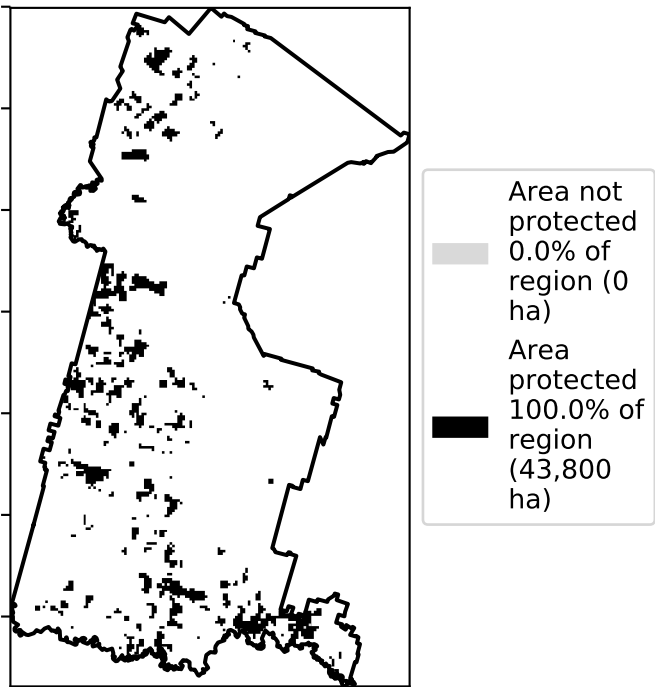 Area not
protected
0.0% of
region (0
ha)
Area
protected
100.0% of
region
(43,800
ha)